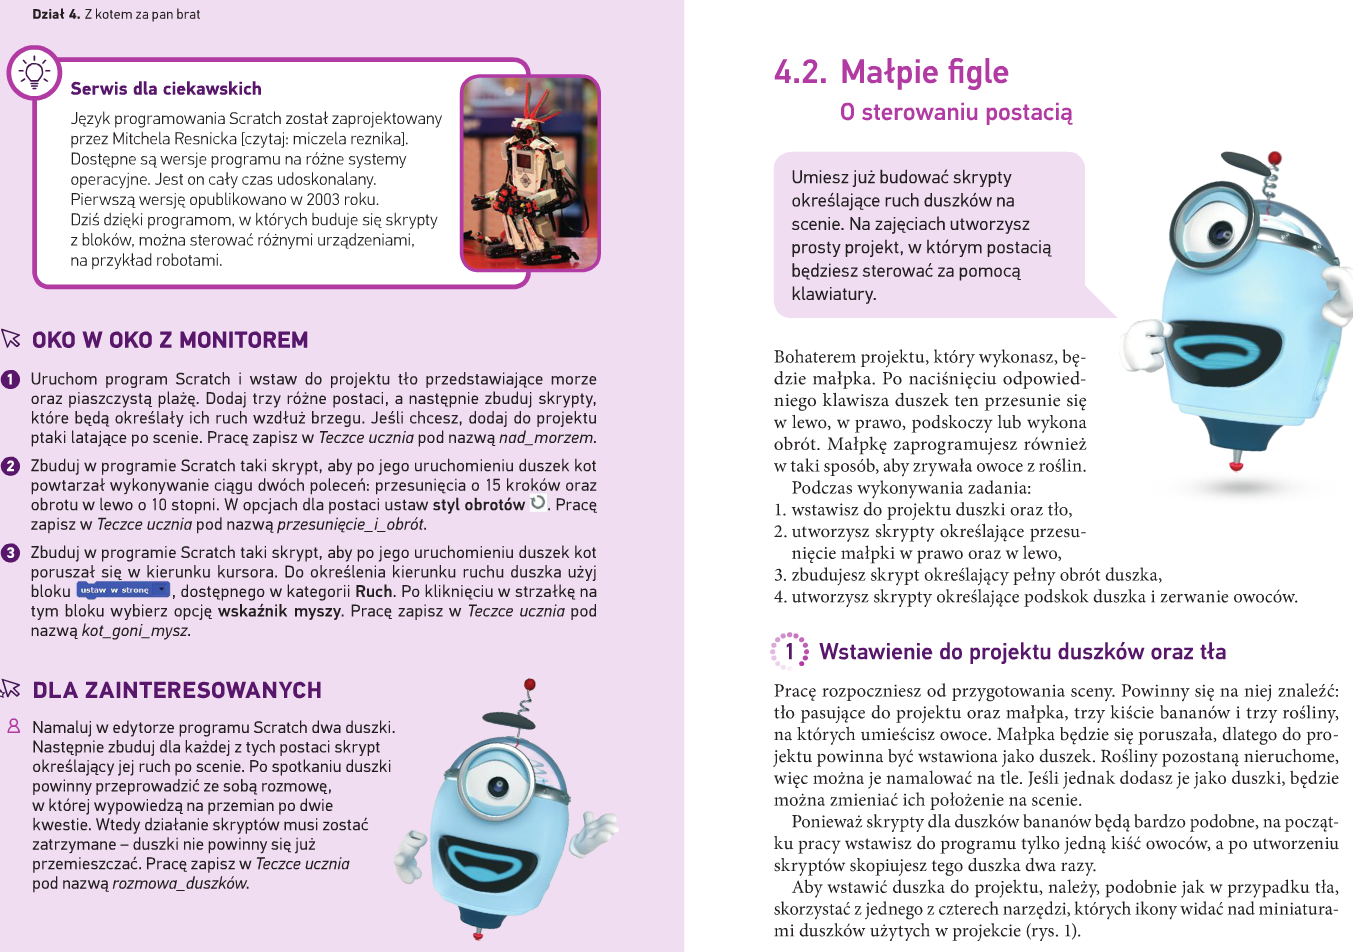 Dział 4. Z kotem za pan brat
Serwis dla ciekawskich
Język programowania Scratch został zaprojektowany
przez Mitchela Resnicka [czytaj: miczela reznika].
Dostępne są wersje programu na różne systemy
operacyjne. Jest on cały czas udoskonalany.
Pierwszą wersję opublikowano w 2003 roku.
Dziś dzięki programom, w których buduje się skrypty
z bloków, można sterować różnymi urządzeniami,
na przykład robotami.
OKO W OKO Z MONITOREM
1 Uruchom program Scratch i wstaw do projektu tło przedstawiające morze
oraz piaszczystą plażę. Dodaj trzy różne postaci, a następnie zbuduj skrypty,
które będą określały ich ruch wzdłuż brzegu. Jeśli chcesz, dodaj do projektu
ptaki latające po scenie. Pracę zapisz w Teczce ucznia pod nazwą nad_morzem.
2 Zbuduj w programie Scratch taki skrypt, aby po jego uruchomieniu duszek kot
powtarzał wykonywanie ciągu dwóch poleceń: przesunięcia o 15 kroków oraz
obrotu w lewo o 10 stopni. W opcjach dla postaci ustaw styl obrotów . Pracę
zapisz w Teczce ucznia pod nazwą przesunięcie_i_obrót.
3 Zbuduj w programie Scratch taki skrypt, aby po jego uruchomieniu duszek kot
poruszał się w kierunku kursora. Do określenia kierunku ruchu duszka użyj
bloku ustaw w stronę , dostępnego w kategorii Ruch. Po kliknięciu w strzałkę na
tym bloku wybierz opcję wskaźnik myszy. Pracę zapisz w Teczce ucznia pod
nazwą kot_goni_mysz.
DLA ZAINTERESOWANYCH
Namaluj w edytorze programu Scratch dwa duszki.
Następnie zbuduj dla każdej z tych postaci skrypt
określający jej ruch po scenie. Po spotkaniu duszki
powinny przeprowadzić ze sobą rozmowę,
w której wypowiedzą na przemian po dwie
kwestie. Wtedy działanie skryptów musi zostać
zatrzymane – duszki nie powinny się już
przemieszczać. Pracę zapisz w Teczce ucznia
pod nazwą rozmowa_duszków.
4.2. Małpie figle
O sterowaniu postacią
Umiesz już budować skrypty
określające ruch duszków na
scenie. Na zajęciach utworzysz
prosty projekt, w którym postacią
będziesz sterować za pomocą
klawiatury.
Bohaterem projektu, który wykonasz, bę-
dzie małpka. Po naciśnięciu odpowied-
niego klawisza duszek ten przesunie się
w lewo, w prawo, podskoczy lub wykona
obrót. Małpkę zaprogramujesz również
w taki sposób, aby zrywała owoce z roślin.
Podczas wykonywania zadania:
1. wstawisz do projektu duszki oraz tło,
2. utworzysz skrypty określające przesu-
nięcie małpki w prawo oraz w lewo,
3. zbudujesz skrypt określający pełny obrót duszka,
4. utworzysz skrypty określające podskok duszka i zerwanie owoców.
1 Wstawienie do projektu duszków oraz tła
Pracę rozpoczniesz od przygotowania sceny. Powinny się na niej znaleźć:
tło pasujące do projektu oraz małpka, trzy kiście bananów i trzy rośliny,
na których umieścisz owoce. Małpka będzie się poruszała, dlatego do pro-
jektu powinna być wstawiona jako duszek. Rośliny pozostaną nieruchome,
więc można je namalować na tle. Jeśli jednak dodasz je jako duszki, będzie
można zmieniać ich położenie na scenie.
Ponieważ skrypty dla duszków bananów będą bardzo podobne, na począt-
ku pracy wstawisz do programu tylko jedną kiść owoców, a po utworzeniu
skryptów skopiujesz tego duszka dwa razy.
Aby wstawić duszka do projektu, należy, podobnie jak w przypadku tła,
skorzystać z jednego z czterech narzędzi, których ikony widać nad miniatura-
mi duszków użytych w projekcie (rys. 1).